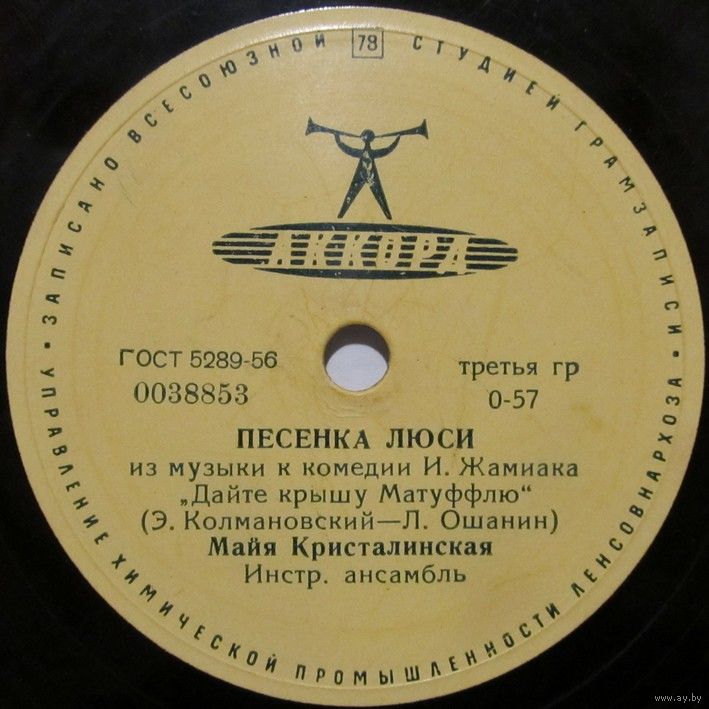 ЗАПИСАНО ВСЕСОЮЗНОЙ 78 СТУДИЕЙ ГРАМЗАПИСИ
АККОРД
ГОСТ 5289-56
0038853
третья гр
0-57
ПЕСЕНКА ЛЮСИ
из музыки к комедии И. Жамиака
„Дайте крышу Матуффлю“
(Э. Колмановский—Л. Ошанин)
Майя Кристалинская
Инстр. ансамбль
УПРАВЛЕНИЕ ХИМИЧЕСКОЙ ПРОМЫШЛЕННОСТИ ЛЕНСОВНАРХОЗА
www.ay.by